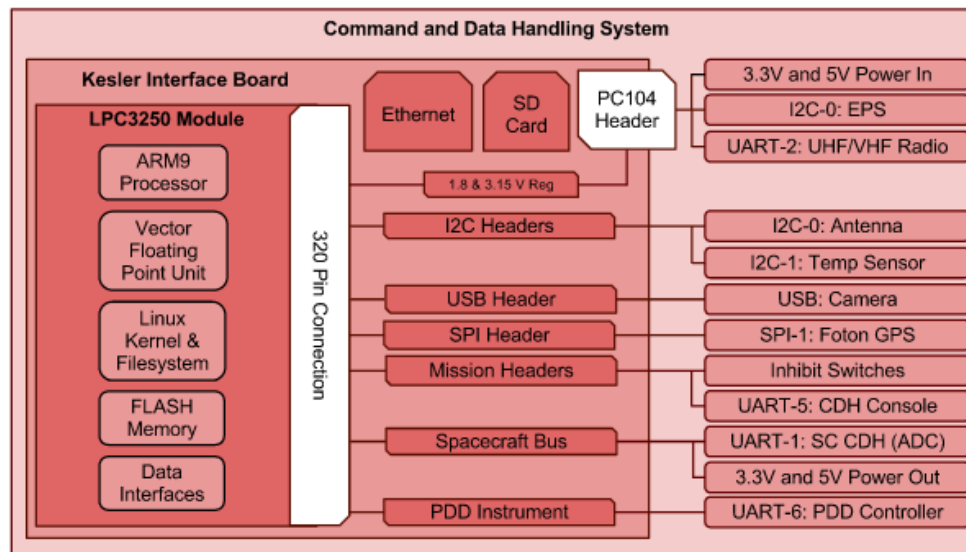 Command and Data Handling System
Kesler Interface Board
LPC3250 Module
ARM9
Processor
Vector
Floating
Point Unit
Linux
Kernel &
Filesystem
FLASH
Memory
Data
Interfaces
320 Pin Connection
Ethernet
SD
Card
PC104
Header
1.8 & 3.15 V Reg
I2C Headers
USB Header
SPI Header
Mission Headers
Spacecraft Bus
PDD Instrument
3.3V and 5V Power In
I2C-0: EPS
UART-2: UHF/VHF Radio
I2C-0: Antenna
I2C-1: Temp Sensor
USB: Camera
SPI-1: Foton GPS
Inhibit Switches
UART-5: CDH Console
UART-1: SC CDH (ADC)
3.3V and 5V Power Out
UART-6: PDD Controller